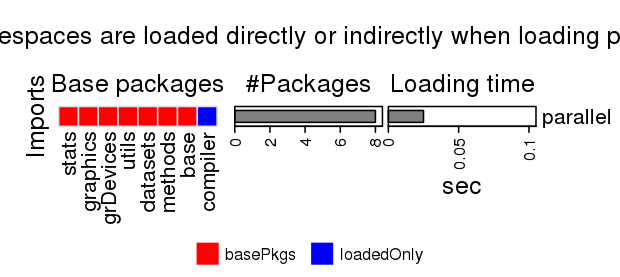 espaces are loaded directly or indirectly when loading p
Base packages
#Packages
Loading time
Imports
parallel
stats
graphics
grDevices
utils
datasets
methods
base
compiler
0 2 4 6 8
0 0.05 0.1
sec
basePkgs
loadedOnly